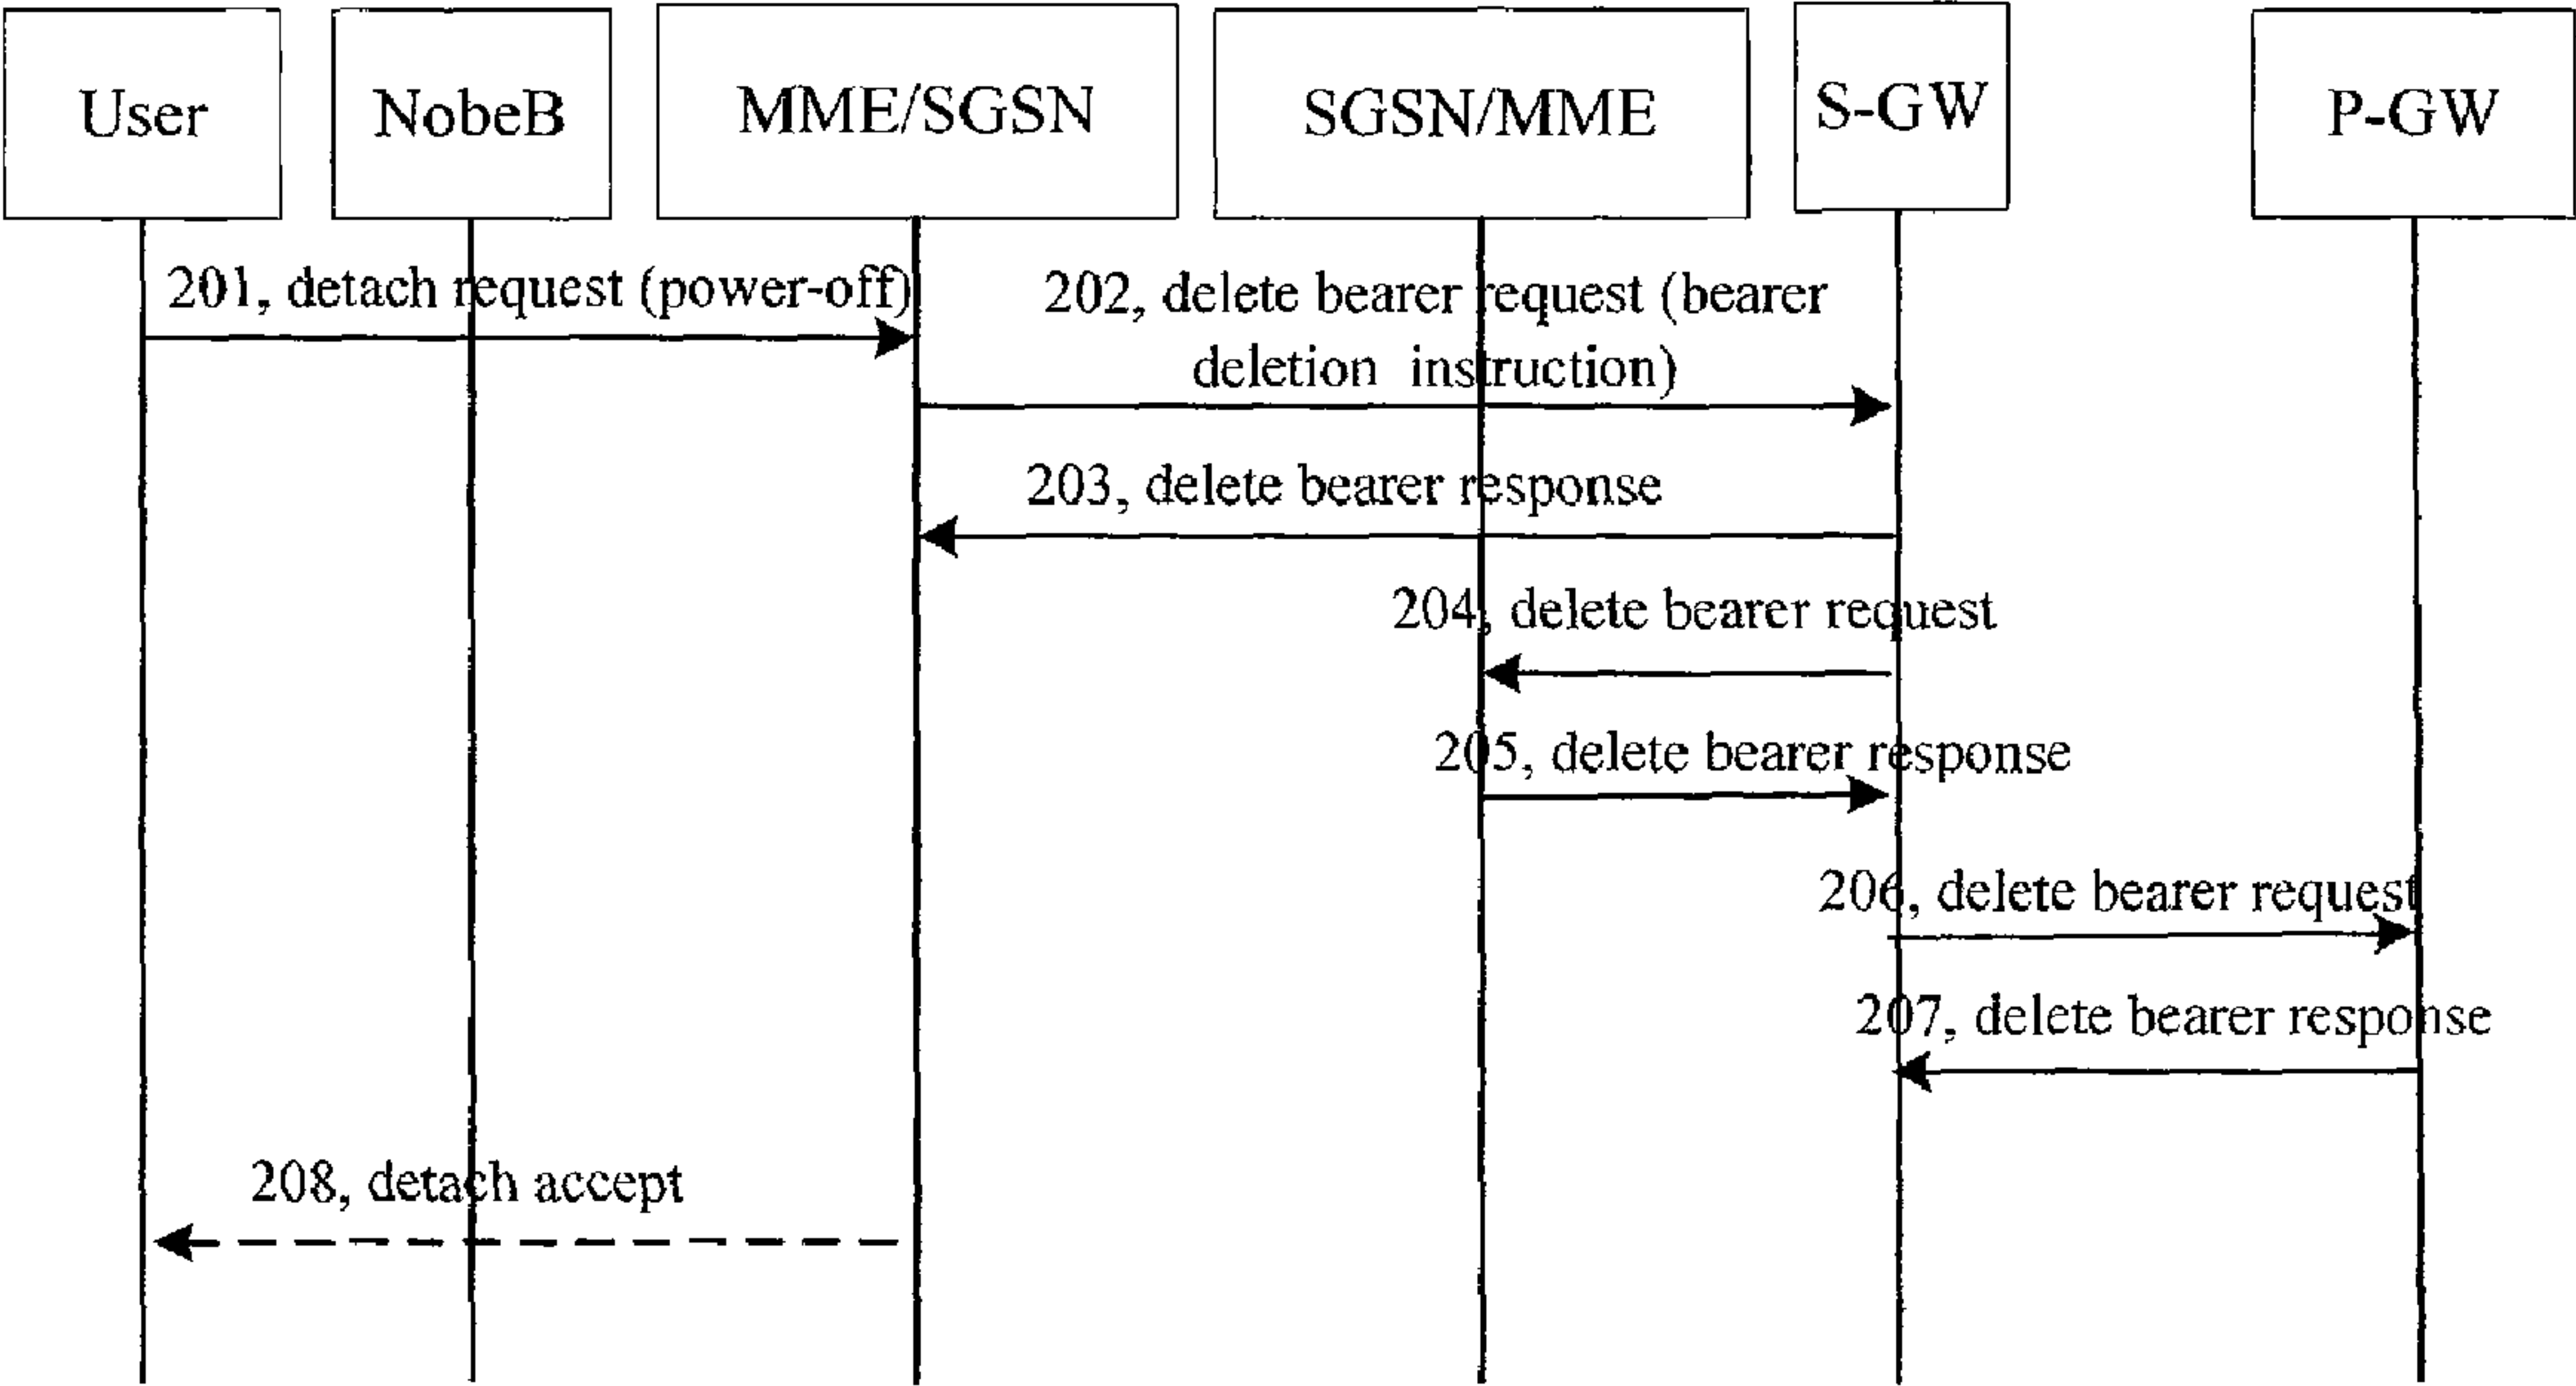 User
NobeB
MME/SGSN
SGSN/MME
S-GW
P-GW
201, detach request (power-off)
202, delete bearer request (bearer
deletion instruction)
203, delete bearer response
204, delete bearer request
205, delete bearer response
206, delete bearer request
207, delete bearer response
208, detach accept